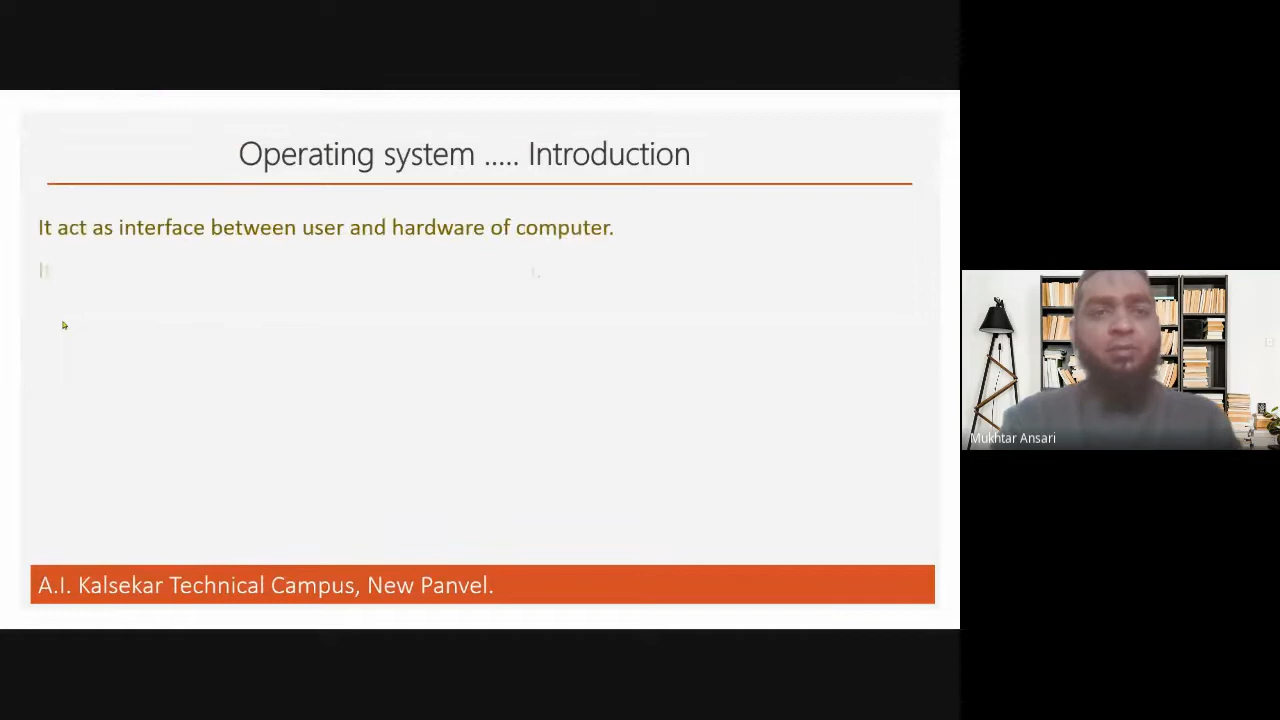 Operating system ..... Introduction
It act as interface between user and hardware of computer.
It
A.I. Kalsekar Technical Campus, New Panvel.
Mukhtar Ansari